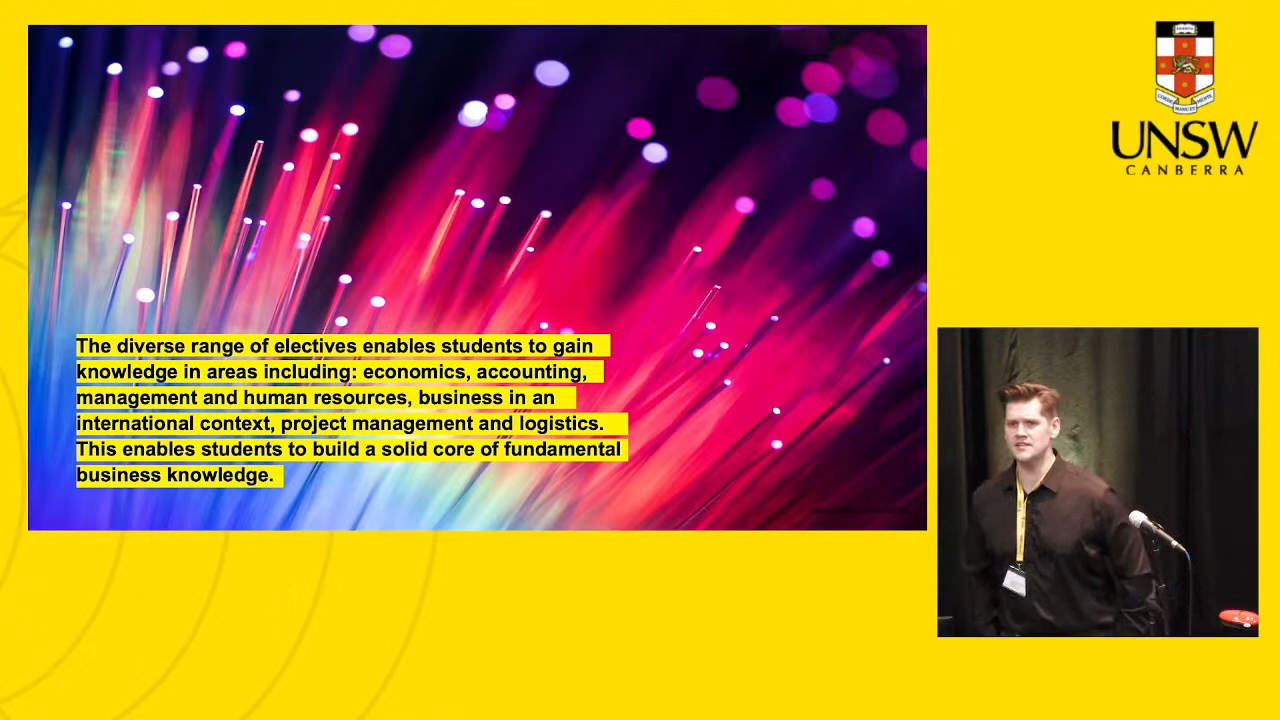 The diverse range of electives enables students to gain
knowledge in areas including: economics, accounting,
management and human resources, business in an
international context, project management and logistics.
This enables students to build a solid core of fundamental
business knowledge.
UNSW
CANBERRA